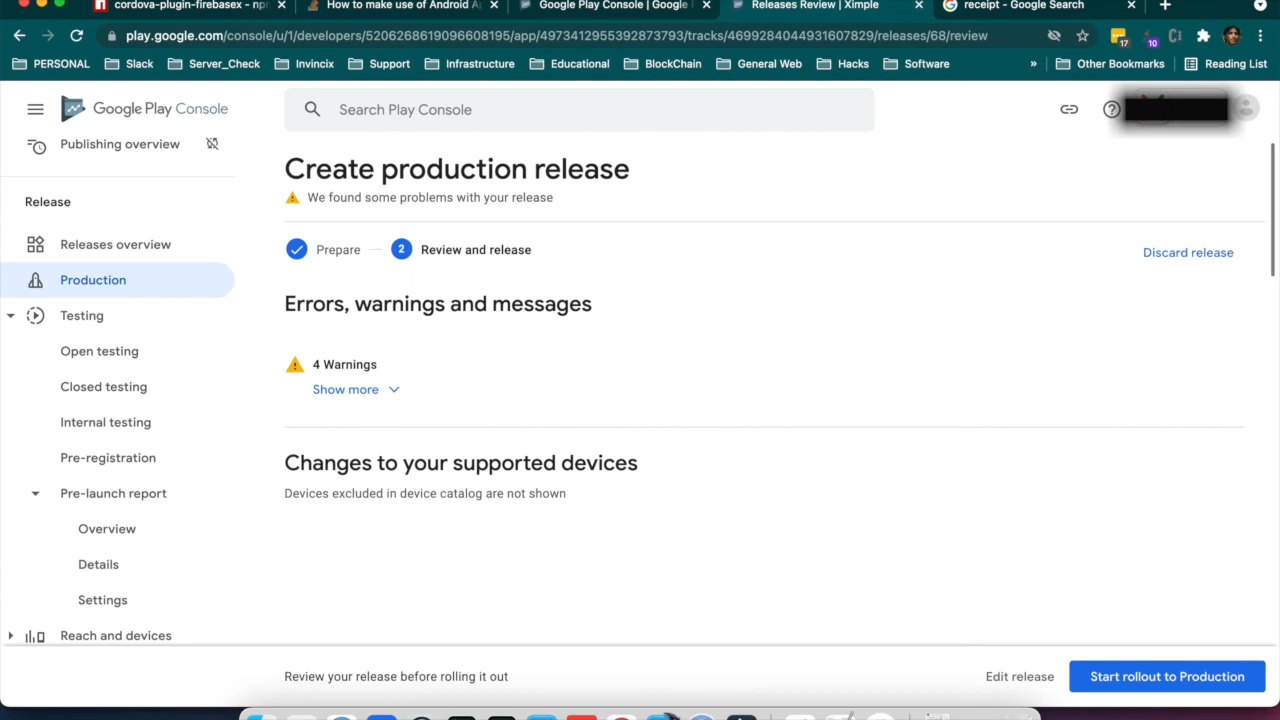 cordova-plugin-firebasex - npr
How to make use of Android Ap
Google Play Console | Google
Releases Review | Ximple
receipt - Google Search
play.google.com/console/u/1/developers/5206268619096608195/app/4973412955392873793/tracks/4699284044931607829/releases/68/review
17
10
PERSONAL
Slack
Server_Check
Invincix
Support
Infrastructure
Educational
BlockChain
General Web
Hacks
Software
»
Other Bookmarks
Reading List
Google Play Console
Search Play Console
Publishing overview
Release
Releases overview
Production
Testing
Open testing
Closed testing
Internal testing
Pre-registration
Pre-launch report
Overview
Details
Settings
Reach and devices
Create production release
We found some problems with your release
Prepare
2 Review and release
Discard release
Errors, warnings and messages
4 Warnings
Show more
Changes to your supported devices
Devices excluded in device catalog are not shown
Review your release before rolling it out
Edit release
Start rollout to Production